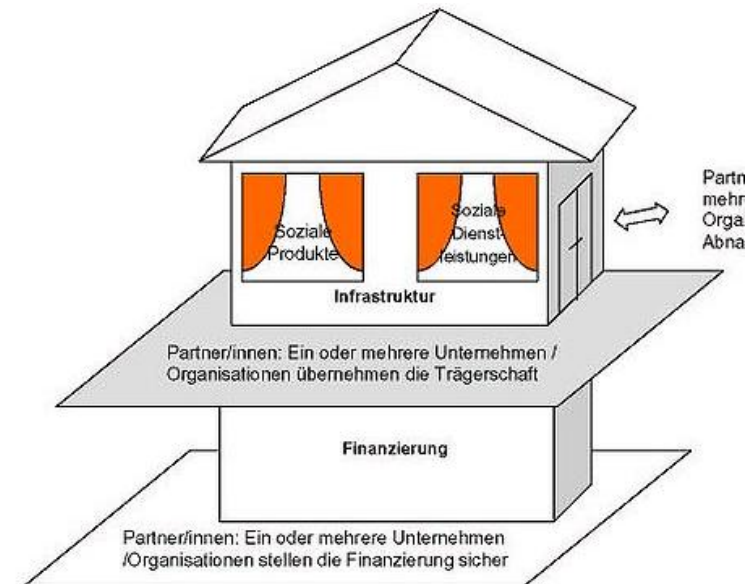 Soziale
Produkte
Soziale
Dienst-
leistungen
Infrastruktur
Partner/innen: Ein oder mehrere Unternehmen /
Organisationen übernehmen die Trägerschaft
Finanzierung
Partner/innen: Ein oder mehrere Unternehmen
/Organisationen stellen die Finanzierung sicher